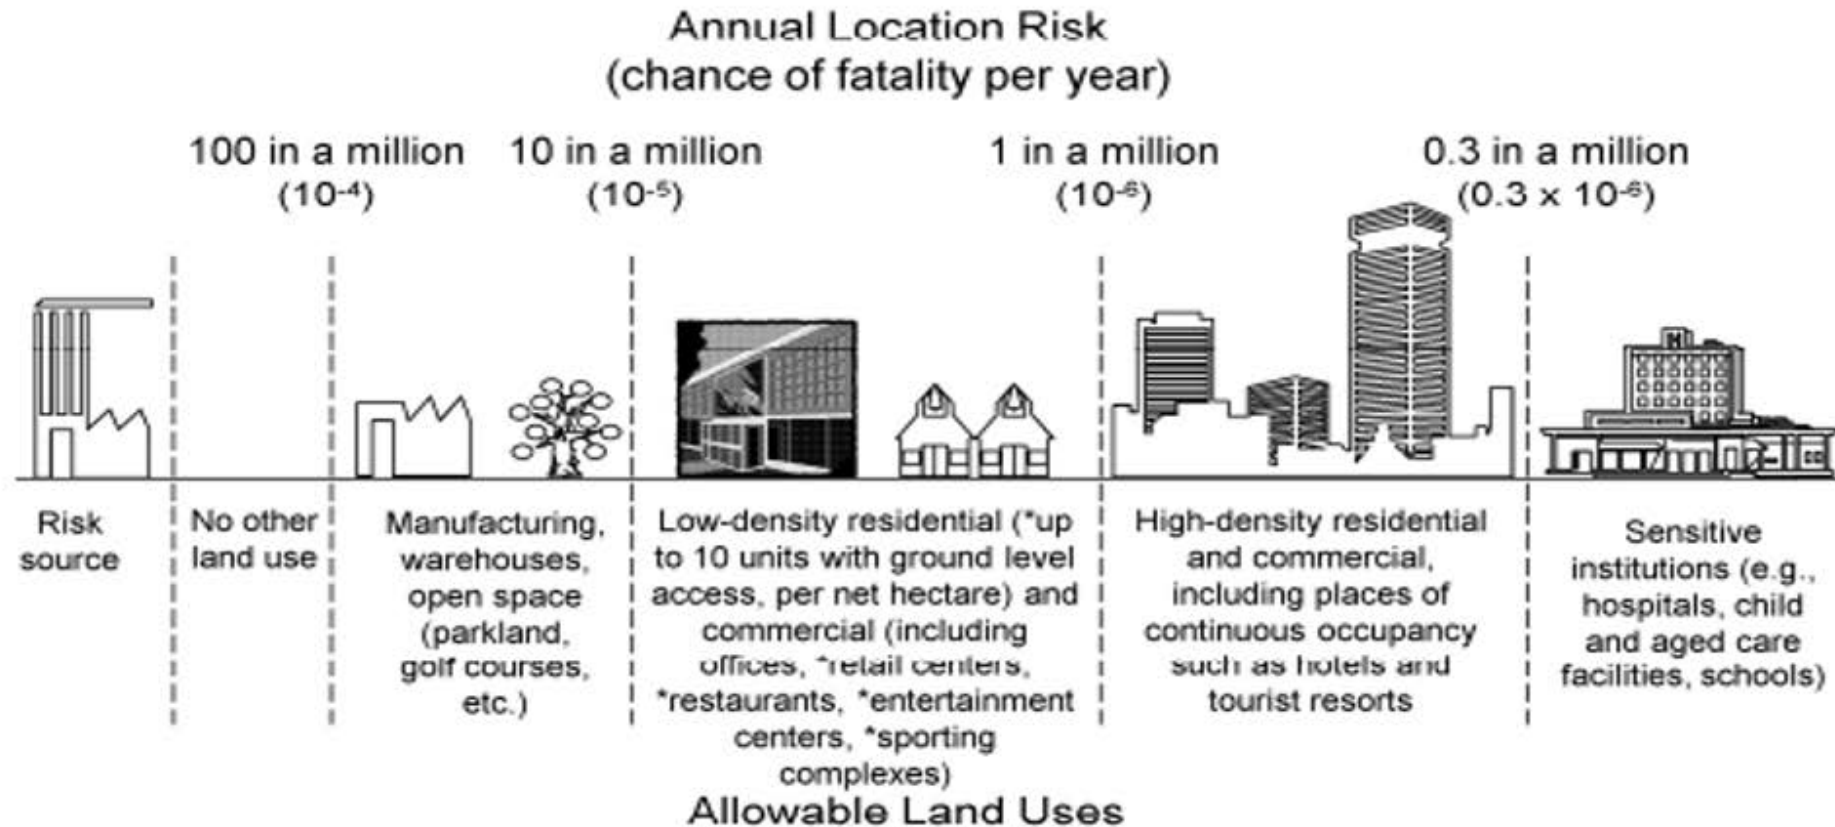 Annual Location Risk
(chance of fatality per year)
100 in a million
(10⁻⁴)
10 in a million
(10⁻⁵)
1 in a million
(10⁻⁶)
0.3 in a million
(0.3 x 10⁻⁶)
H
Risk
source
No other
land use
Manufacturing,
warehouses,
open space
(parkland,
golf courses,
etc.)
Low-density residential (*up
to 10 units with ground level
access, per net hectare) and
commercial (including
offices, *retail centers,
*restaurants, *entertainment
centers, *sporting
complexes)
High-density residential
and commercial,
including places of
continuous occupancy
such as hotels and
tourist resorts
Sensitive
institutions (e.g.,
hospitals, child
and aged care
facilities, schools)
Allowable Land Uses